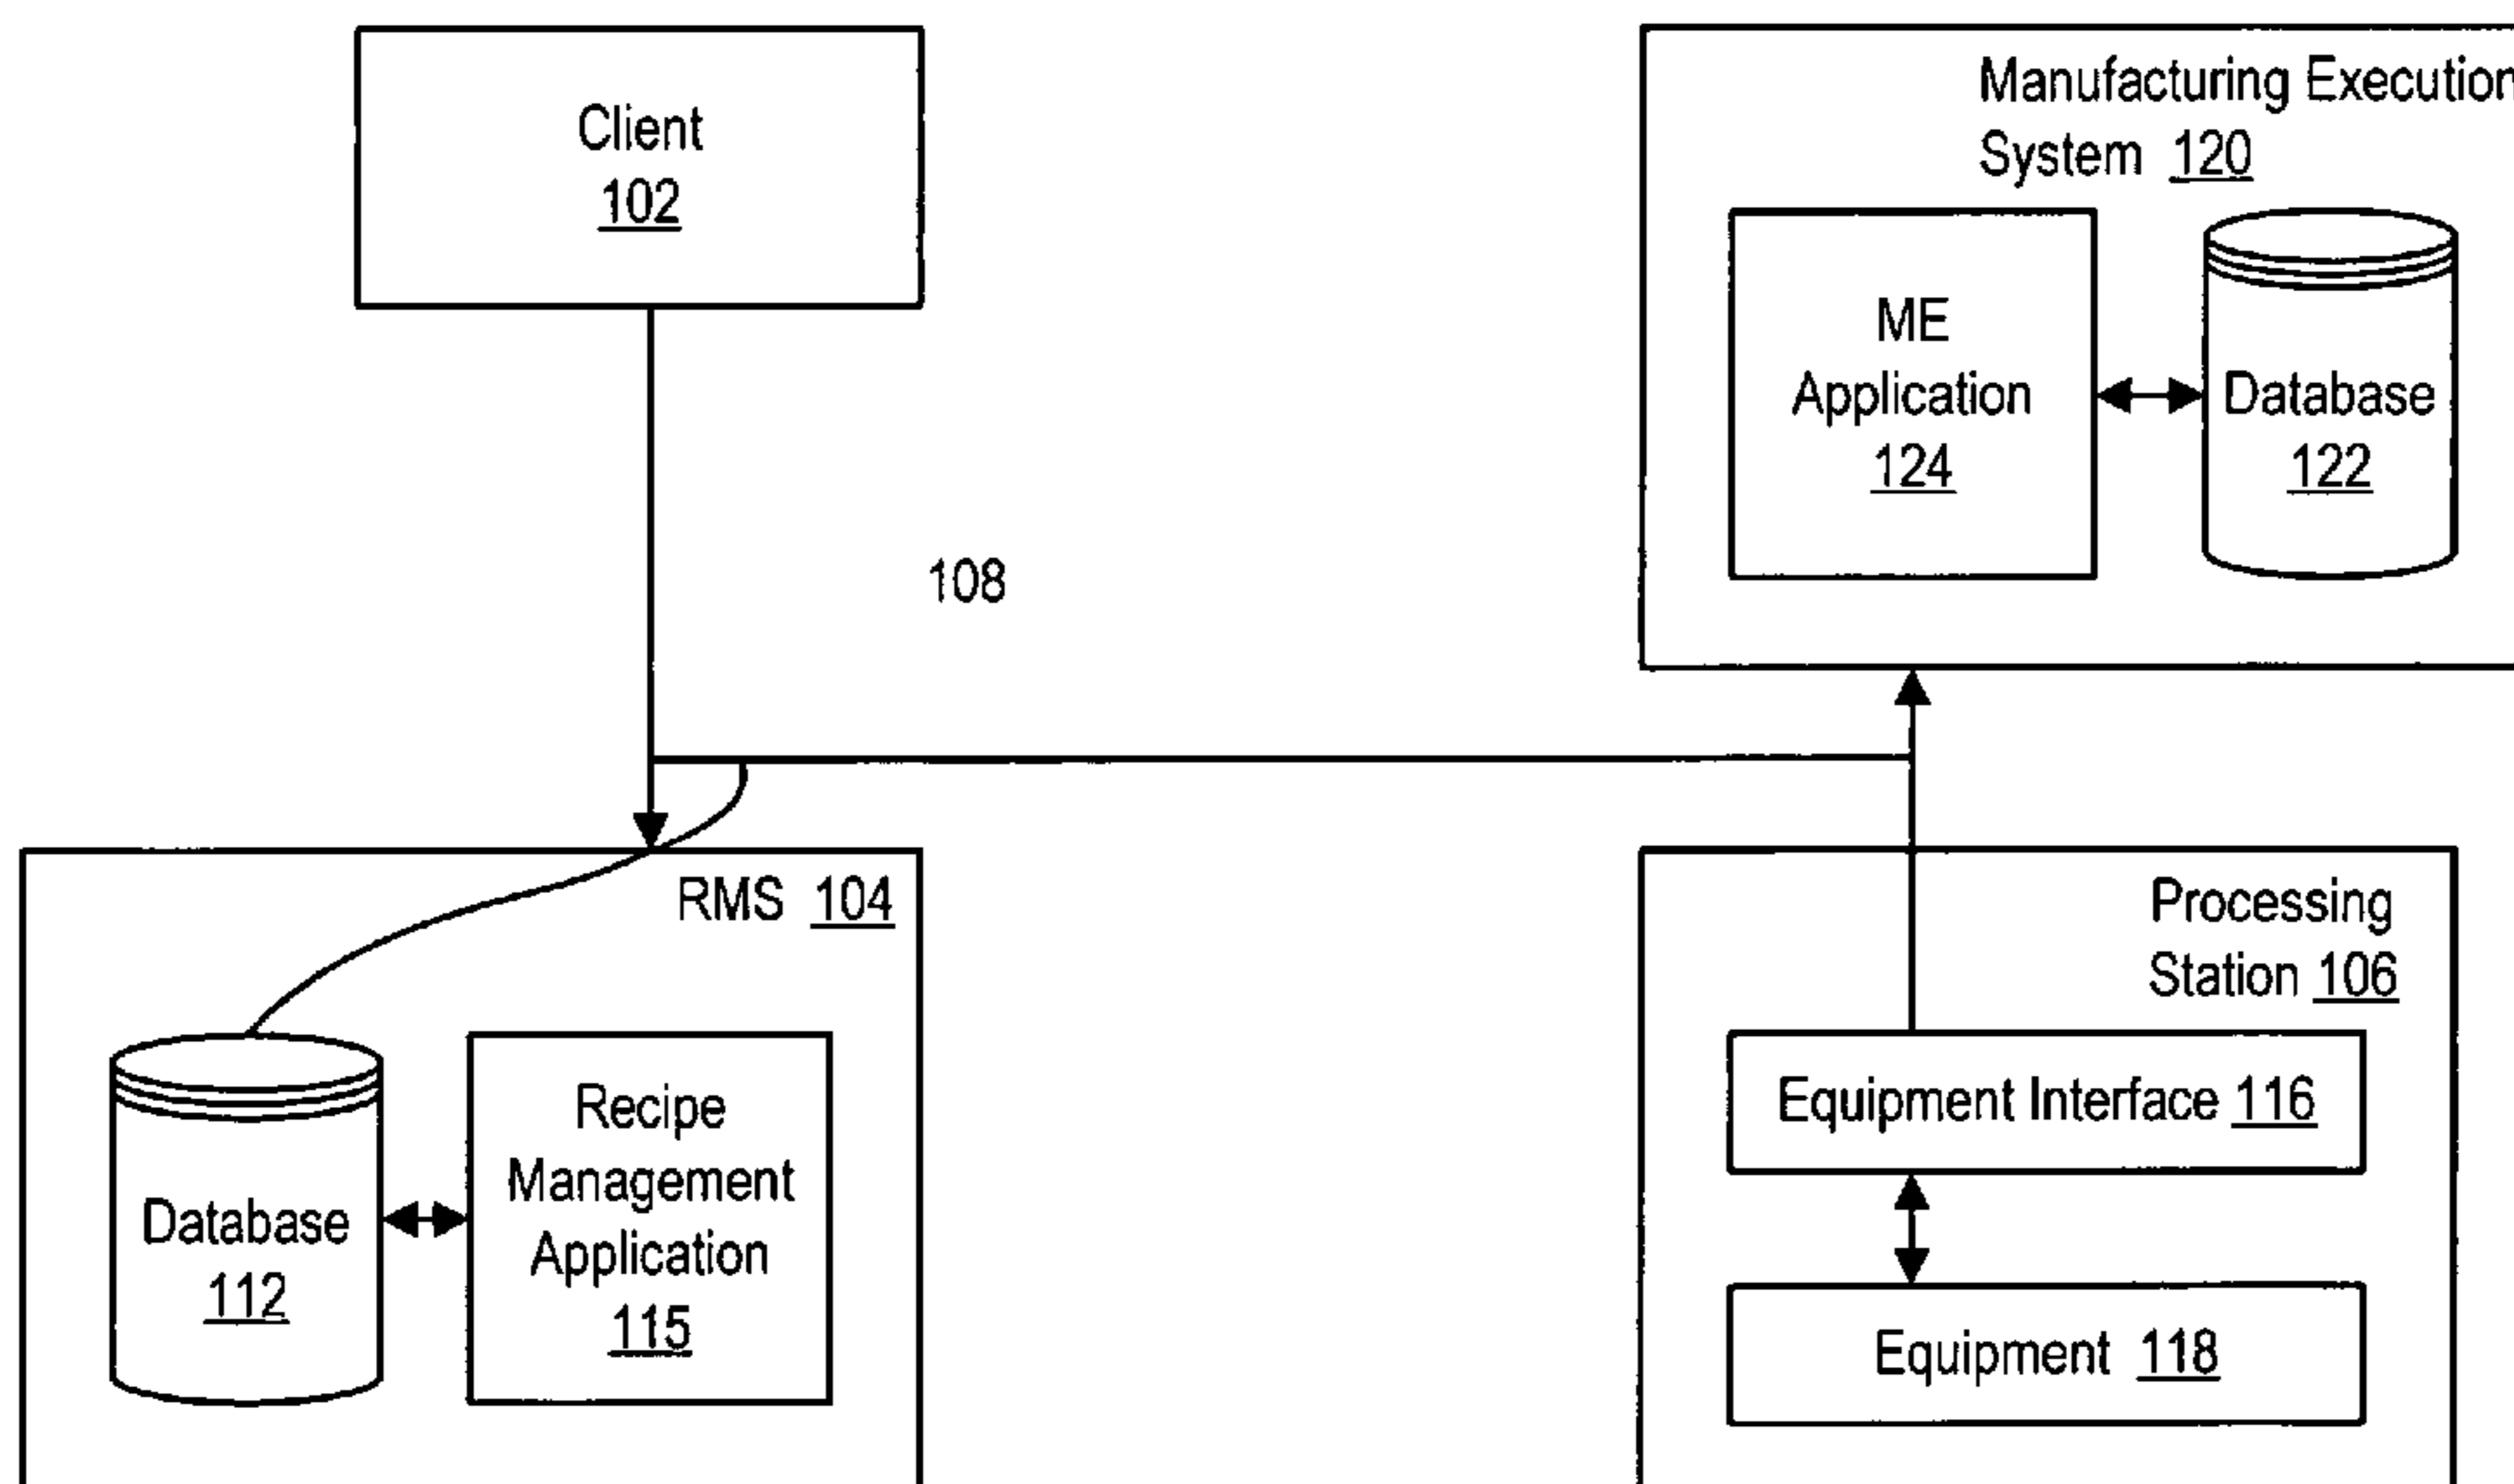 Client
102
Manufacturing Execution
System 120
ME
Application
124
Database
122
108
RMS 104
Database
112
Recipe
Management
Application
115
Processing
Station 106
Equipment Interface 116
Equipment 118